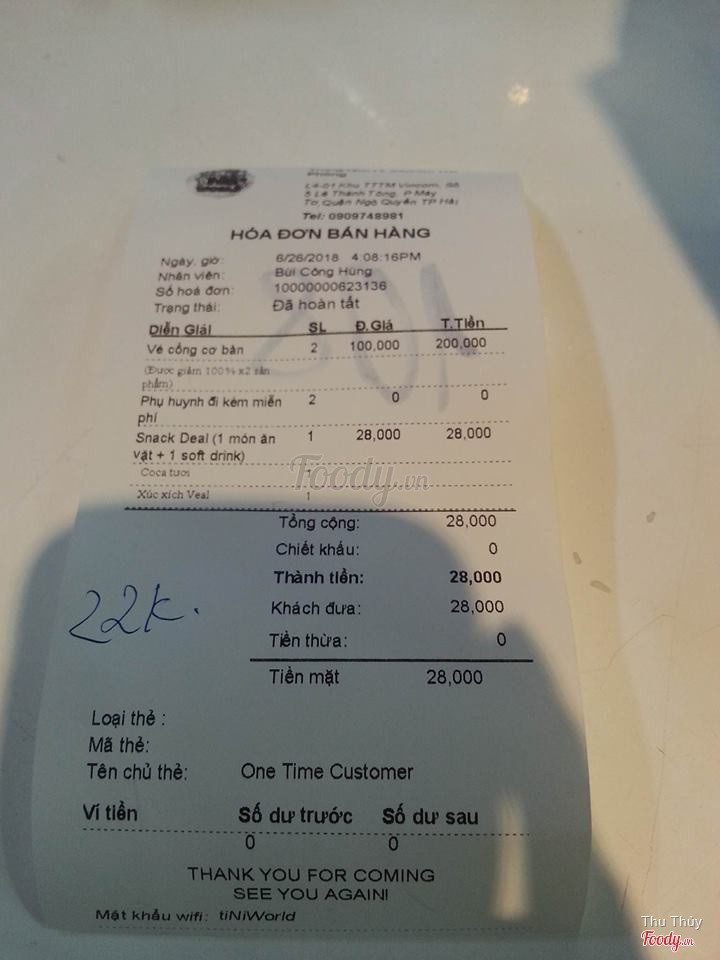 Phòng
L4-01 Khu TTTM Vincom, Số
5 Lê Thánh Tông, P Máy
Tơ, Quận Ngô Quyền TP Hải
Tel: 0909748981
HÓA ĐƠN BÁN HÀNG
Ngày, giờ: 6/26/2018 4:08:16PM
Nhân viên: Bùi Công Hùng
Số hoá đơn: 10000000623136
Trạng thái: Đã hoàn tất
Diễn Giải SL Đ.Giá T.Tiền
Vé cổng cơ bản 2 100,000 200,000
(Được giảm 100% x2 sản
phẩm)
Phụ huynh đi kèm miễn 2 0 0
phí
Snack Deal (1 món ăn 1 28,000 28,000
vặt + 1 soft drink)
Coca tươi 1
Xúc xích Veal 1
Foody.vn
Tổng cộng: 28,000
Chiết khấu: 0
Thành tiền: 28,000
22k.
Khách đưa: 28,000
Tiền thừa: 0
Tiền mặt 28,000
Loại thẻ :
Mã thẻ:
Tên chủ thẻ: One Time Customer
Ví tiền Số dư trước Số dư sau
0 0
THANK YOU FOR COMING
SEE YOU AGAIN!
Mật khẩu wifi: tiNiWorld
Thu Thủy
Foody.vn